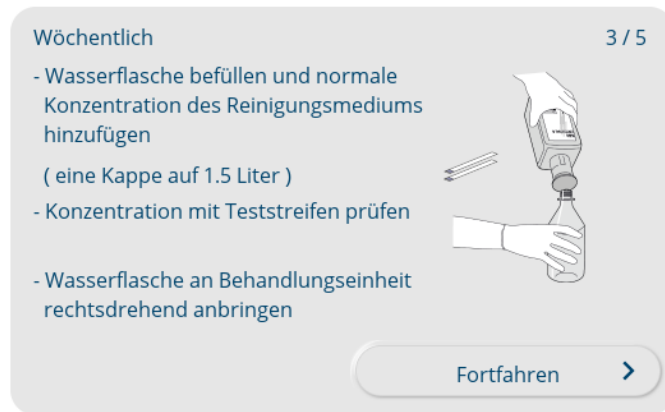 Wöchentlich 3 / 5
- Wasserflasche befüllen und normale
Konzentration des Reinigungsmediums
hinzufügen
( eine Kappe auf 1.5 Liter )
- Konzentration mit Teststreifen prüfen
- Wasserflasche an Behandlungseinheit
rechtsdrehend anbringen
Fortfahren